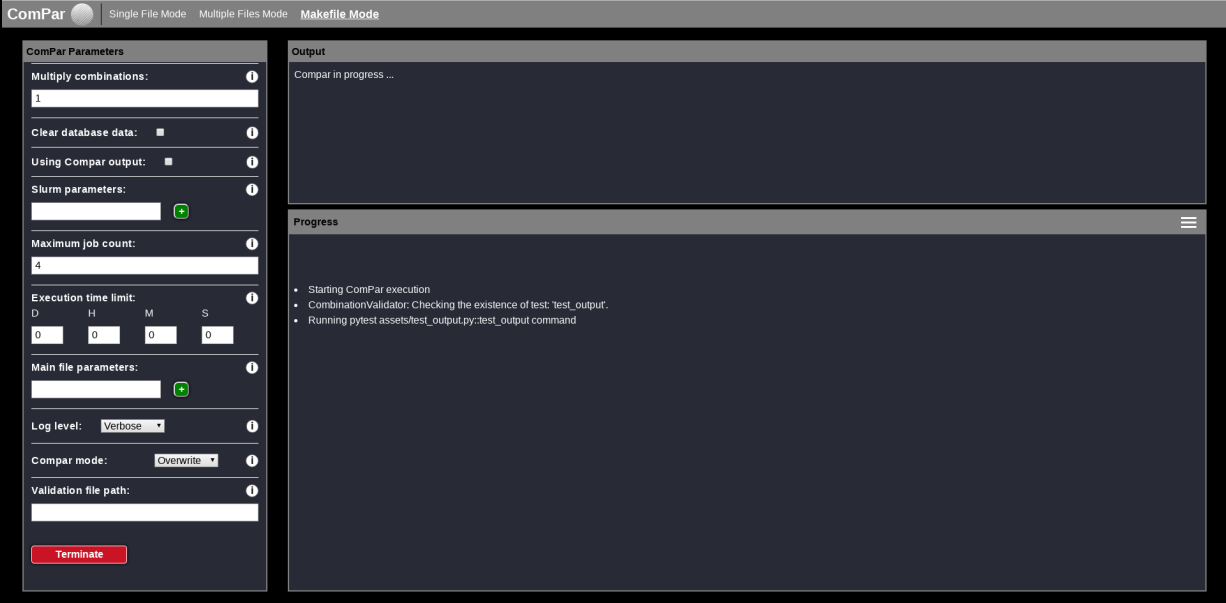 ComPar Single File Mode Multiple Files Mode Makefile Mode
ComPar Parameters
Multiply combinations: i
1
Clear database data: i
Using Compar output: i
Slurm parameters: i
+
Maximum job count: i
4
Execution time limit: i
D H M S
0 0 0 0
Main file parameters: i
+
Log level: Verbose i
Compar mode: Overwrite i
Validation file path: i
Terminate
Output
Compar in progress ...
Progress
• Starting ComPar execution
• CombinationValidator: Checking the existence of test: 'test_output'.
• Running pytest assets/test_output.py::test_output command